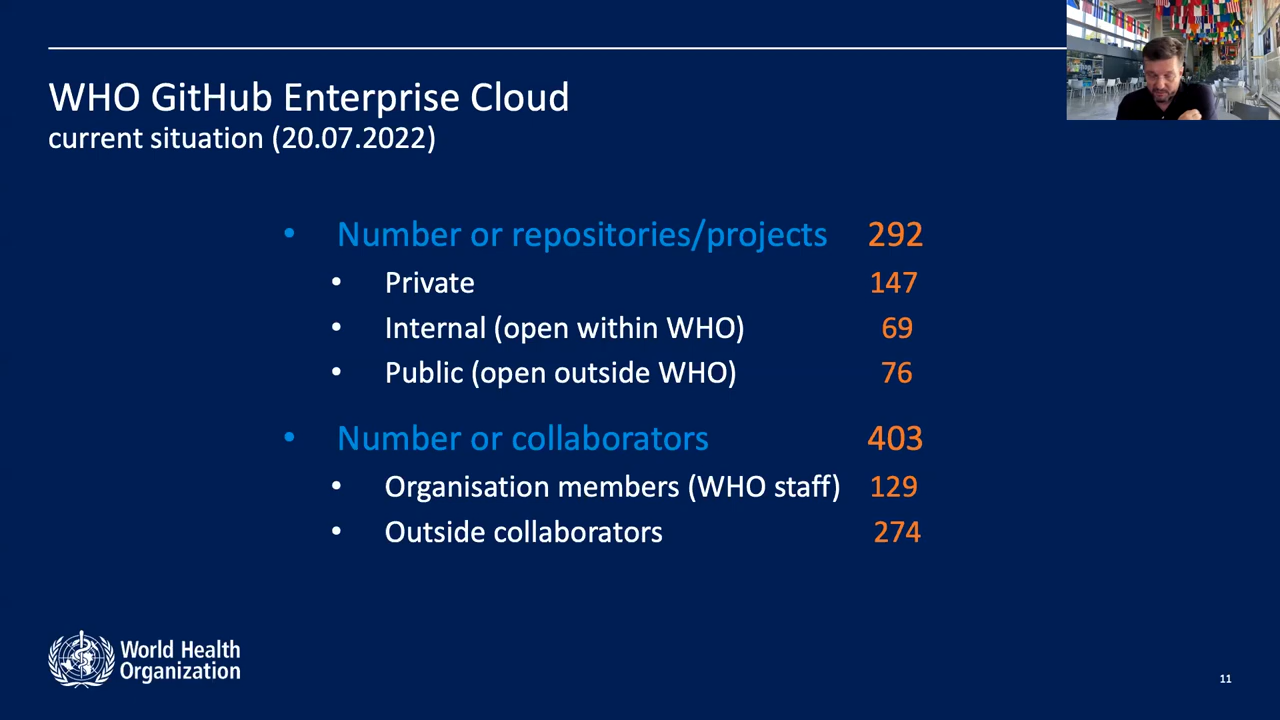 WHO GitHub Enterprise Cloud
current situation (20.07.2022)
• Number or repositories/projects 292
• Private 147
• Internal (open within WHO) 69
• Public (open outside WHO) 76
• Number or collaborators 403
• Organisation members (WHO staff) 129
• Outside collaborators 274
World Health
Organization
11